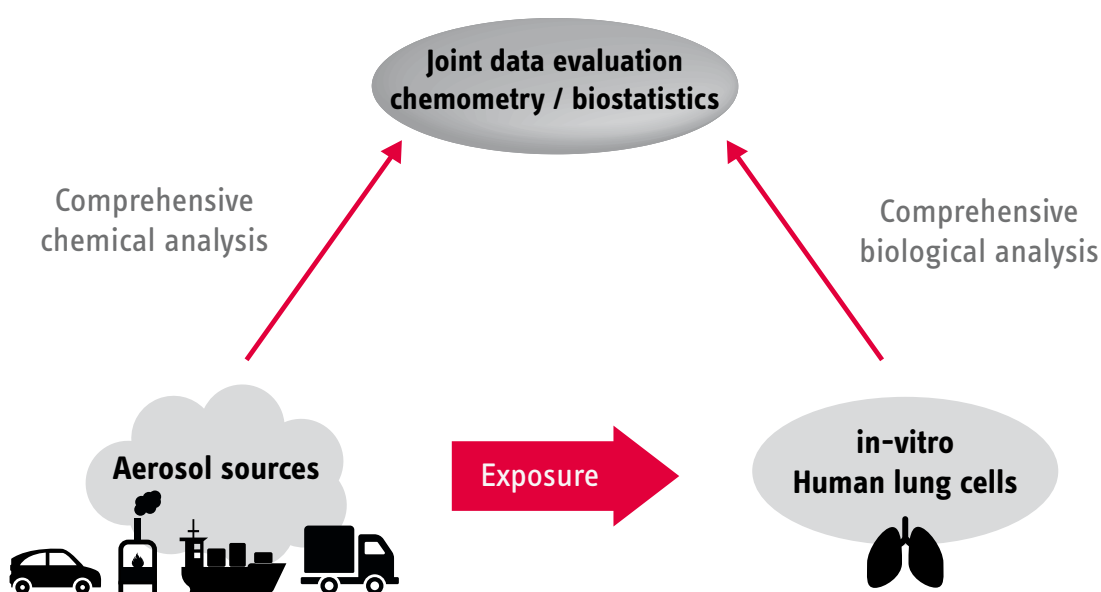 Joint data evaluation
chemometry / biostatistics
Comprehensive
chemical analysis
Comprehensive
biological analysis
Aerosol sources
Exposure
in-vitro
Human lung cells